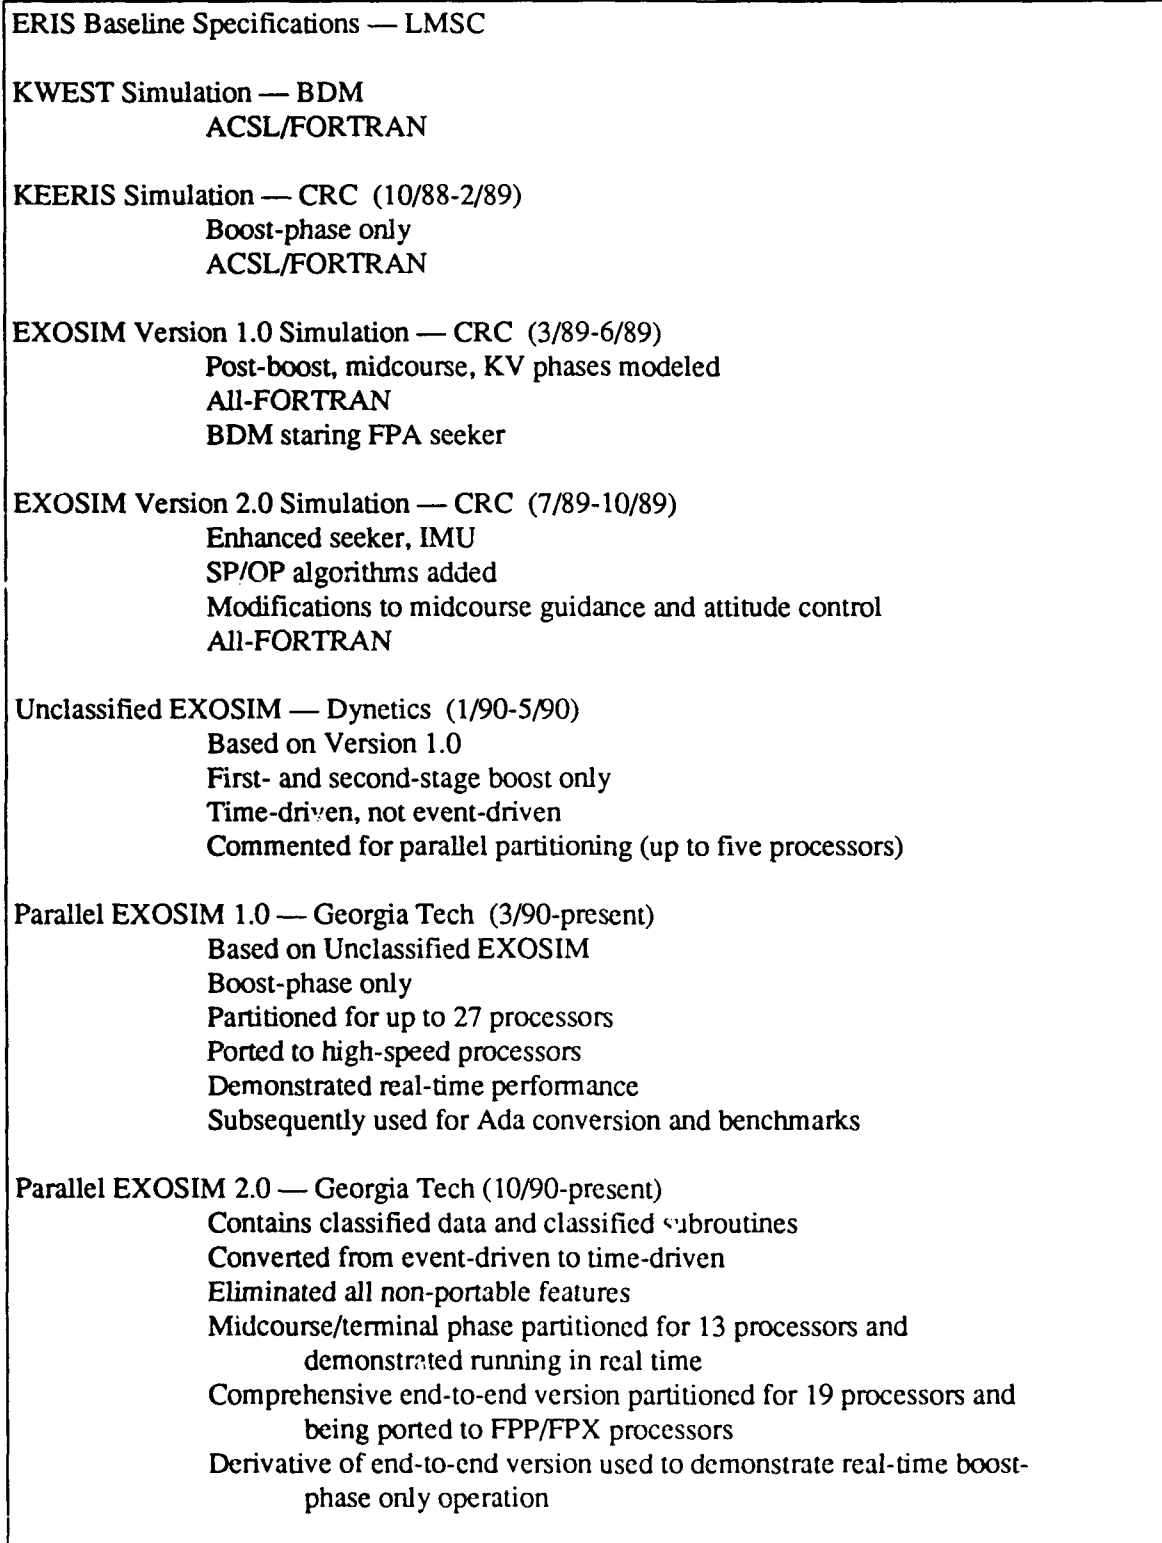 ERIS Baseline Specifications — LMSC
KWEST Simulation — BDM
ACSL/FORTRAN
KEERIS Simulation — CRC (10/88-2/89)
Boost-phase only
ACSL/FORTRAN
EXOSIM Version 1.0 Simulation — CRC (3/89-6/89)
Post-boost, midcourse, KV phases modeled
All-FORTRAN
BDM staring FPA seeker
EXOSIM Version 2.0 Simulation — CRC (7/89-10/89)
Enhanced seeker, IMU
SP/OP algorithms added
Modifications to midcourse guidance and attitude control
All-FORTRAN
Unclassified EXOSIM — Dynetics (1/90-5/90)
Based on Version 1.0
First- and second-stage boost only
Time-driven, not event-driven
Commented for parallel partitioning (up to five processors)
Parallel EXOSIM 1.0 — Georgia Tech (3/90-present)
Based on Unclassified EXOSIM
Boost-phase only
Partitioned for up to 27 processors
Ported to high-speed processors
Demonstrated real-time performance
Subsequently used for Ada conversion and benchmarks
Parallel EXOSIM 2.0 — Georgia Tech (10/90-present)
Contains classified data and classified subroutines
Converted from event-driven to time-driven
Eliminated all non-portable features
Midcourse/terminal phase partitioned for 13 processors and
demonstrated running in real time
Comprehensive end-to-end version partitioned for 19 processors and
being ported to FPP/FPX processors
Derivative of end-to-end version used to demonstrate real-time boost-
phase only operation